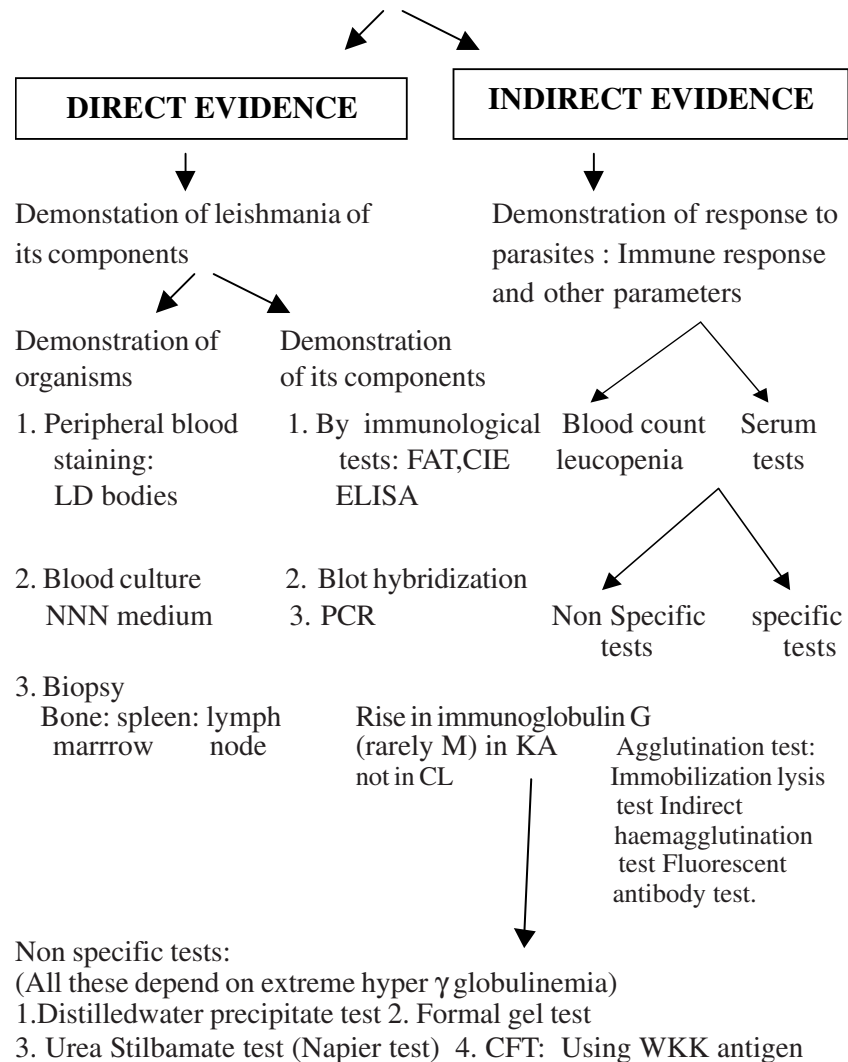 DIRECT EVIDENCE
INDIRECT EVIDENCE
Demonstation of leishmania of
its components
Demonstration of response to
parasites : Immune response
and other parameters
Demonstration of
organisms
Demonstration
of its components
1. Peripheral blood
staining:
LD bodies
1. By immunological
tests: FAT,CIE
ELISA
Blood count
leucopenia
Serum
tests
2. Blood culture
NNN medium
2. Blot hybridization
3. PCR
Non Specific
tests
specific
tests
3. Biopsy
Bone: spleen: lymph
marrrow node
Rise in immunoglobulin G
(rarely M) in KA
not in CL
Agglutination test:
Immobilization lysis
test Indirect
haemagglutination
test Fluorescent
antibody test.
Non specific tests:
(All these depend on extreme hyper γ globulinemia)
1.Distilledwater precipitate test 2. Formal gel test
3. Urea Stilbamate test (Napier test) 4. CFT: Using WKK antigen